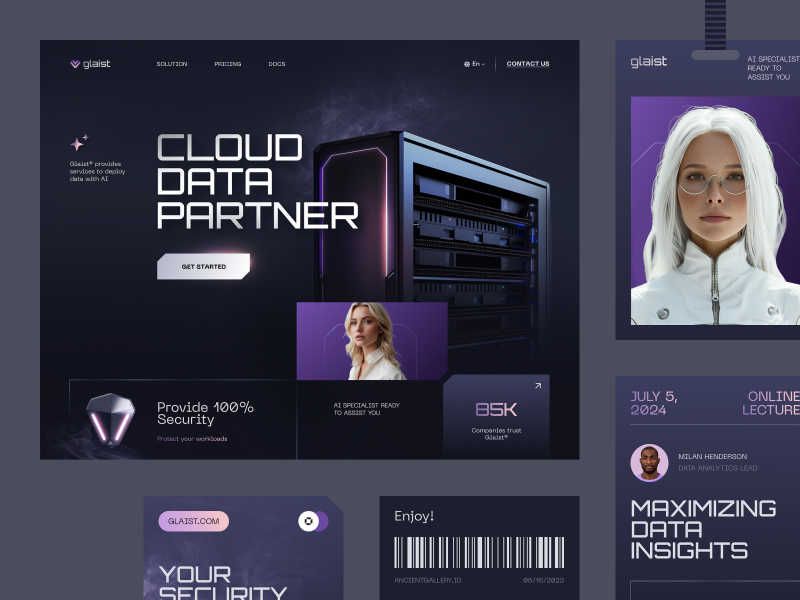 glaist
SOLUTION
PRICING
DOCS
En
CONTACT US
Glaist® provides
services to deploy
data with AI
CLOUD
DATA
PARTNER
GET STARTED
Provide 100%
Security
Protect your workloads
AI SPECIALIST READY
TO ASSIST YOU
85K
Companies trust
Glaist®
glaist
AI SPECIALIST
READY TO
ASSIST YOU
JULY 5,
2024
ONLINE
LECTURE
MILAN HENDERSON
DATA ANALYTICS LEAD
MAXIMIZING
DATA
INSIGHTS
GLAIST.COM
YOUR
SECURITY
Enjoy!
ANCIENTGALLERY.IO